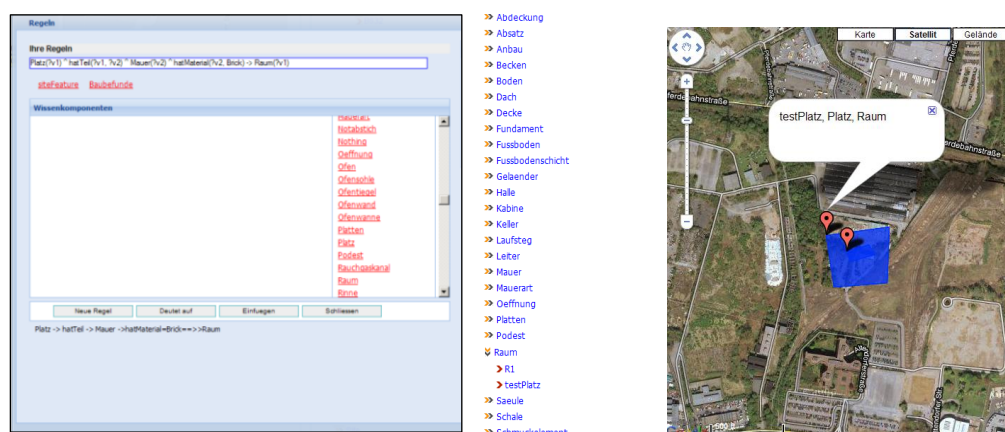 Regeln
Ihre Regeln
Platz(?v1) ^ hatTeil(?v1, ?v2) ^ Mauer(?v2) ^ hatMaterial(?v2, Brick) -> Raum(?v1)
siteFeature Baubefunde
Wissenkomponenten
Mauerart
Notabstich
Nothing
Oeffnung
Ofen
Ofensohle
Ofentiegel
Ofenwand
Ofenwanne
Platten
Platz
Podest
Rauchgaskanal
Raum
Rinne
Neue Regel Deutet auf Einfuegen Schliessen
Platz -> hatTeil -> Mauer ->hatMaterial=Brick==>>Raum
Abdeckung
Absatz
Anbau
Becken
Boden
Dach
Decke
Fundament
Fussboden
Fussbodenschicht
Gelaender
Halle
Kabine
Keller
Laufsteg
Leiter
Mauer
Mauerart
Oeffnung
Platten
Podest
Raum
R1
testPlatz
Saeule
Schale
Schmuckelement
Karte Satellit Gelände
testPlatz, Platz, Raum